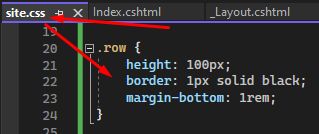 site.css Index.cshtml _Layout.cshtml
19
20 .row {
21 height: 100px;
22 border: 1px solid black;
23 margin-bottom: 1rem;
24 }